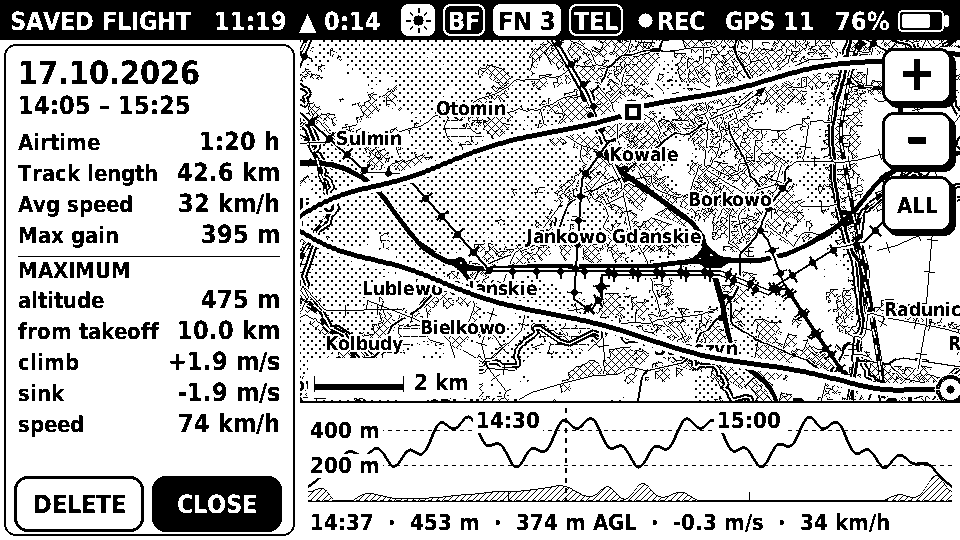 SAVED FLIGHT 11:19 ▲ 0:14 BF FN 3 TEL ●REC GPS 11 76%
17.10.2026
14:05 – 15:25
Airtime 1:20 h
Track length 42.6 km
Avg speed 32 km/h
Max gain 395 m
MAXIMUM
altitude 475 m
from takeoff 10.0 km
climb +1.9 m/s
sink -1.9 m/s
speed 74 km/h
DELETE CLOSE
Otomin
Sulmin
Kowale
Borkowo
Jankowo Gdanskie
Lublewo
Bielkowo
Kolbudy
Radunic
2 km
+
-
ALL
14:30 15:00
400 m
200 m
14:37 · 453 m · 374 m AGL · -0.3 m/s · 34 km/h